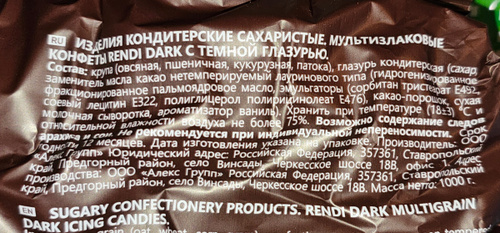 RU ИЗДЕЛИЯ КОНДИТЕРСКИЕ САХАРИСТЫЕ, МУЛЬТИЗЛАКОВЫЕ
КОНФЕТЫ RENDI DARK С ТЕМНОЙ ГЛАЗУРЬЮ.
Состав: крупа (овсяная, пшеничная, кукурузная, патока), глазурь кондитерская (сахар,
заменитель масла какао нетемперируемый лауринового типа (гидрогенизированное
фракционированное пальмоядровое масло, эмульгаторы (сорбитан тристеарат Е492,
соевый лецитин Е322, полиглицерол полирицинолеат Е476), какао-порошок, сухая
молочная сыворотка, ароматизатор ваниль). Хранить при температуре (18±3) °С и
относительной влажности воздуха не более 75%. Возможно содержание следов
арахиса и сои. Не рекомендуется при индивидуальной непереносимости. Срок
годности: 12 месяцев. Дата изготовления указана на упаковке. Производитель: ООО
«Алекс Групп» Юридический адрес: Российская Федерация, 357361, Ставропольский
край, Предгорный район, село Винсады, Черкесское шоссе 18В, офис 1. Адрес
производства: ООО «Алекс Групп» Российская Федерация, 357361, Ставропольский
край, Предгорный район, село Винсады, Черкесское шоссе 18В. Масса 1000 г.
EN SUGARY CONFECTIONERY PRODUCTS. RENDI DARK MULTIGRAIN
DARK ICING CANDIES.